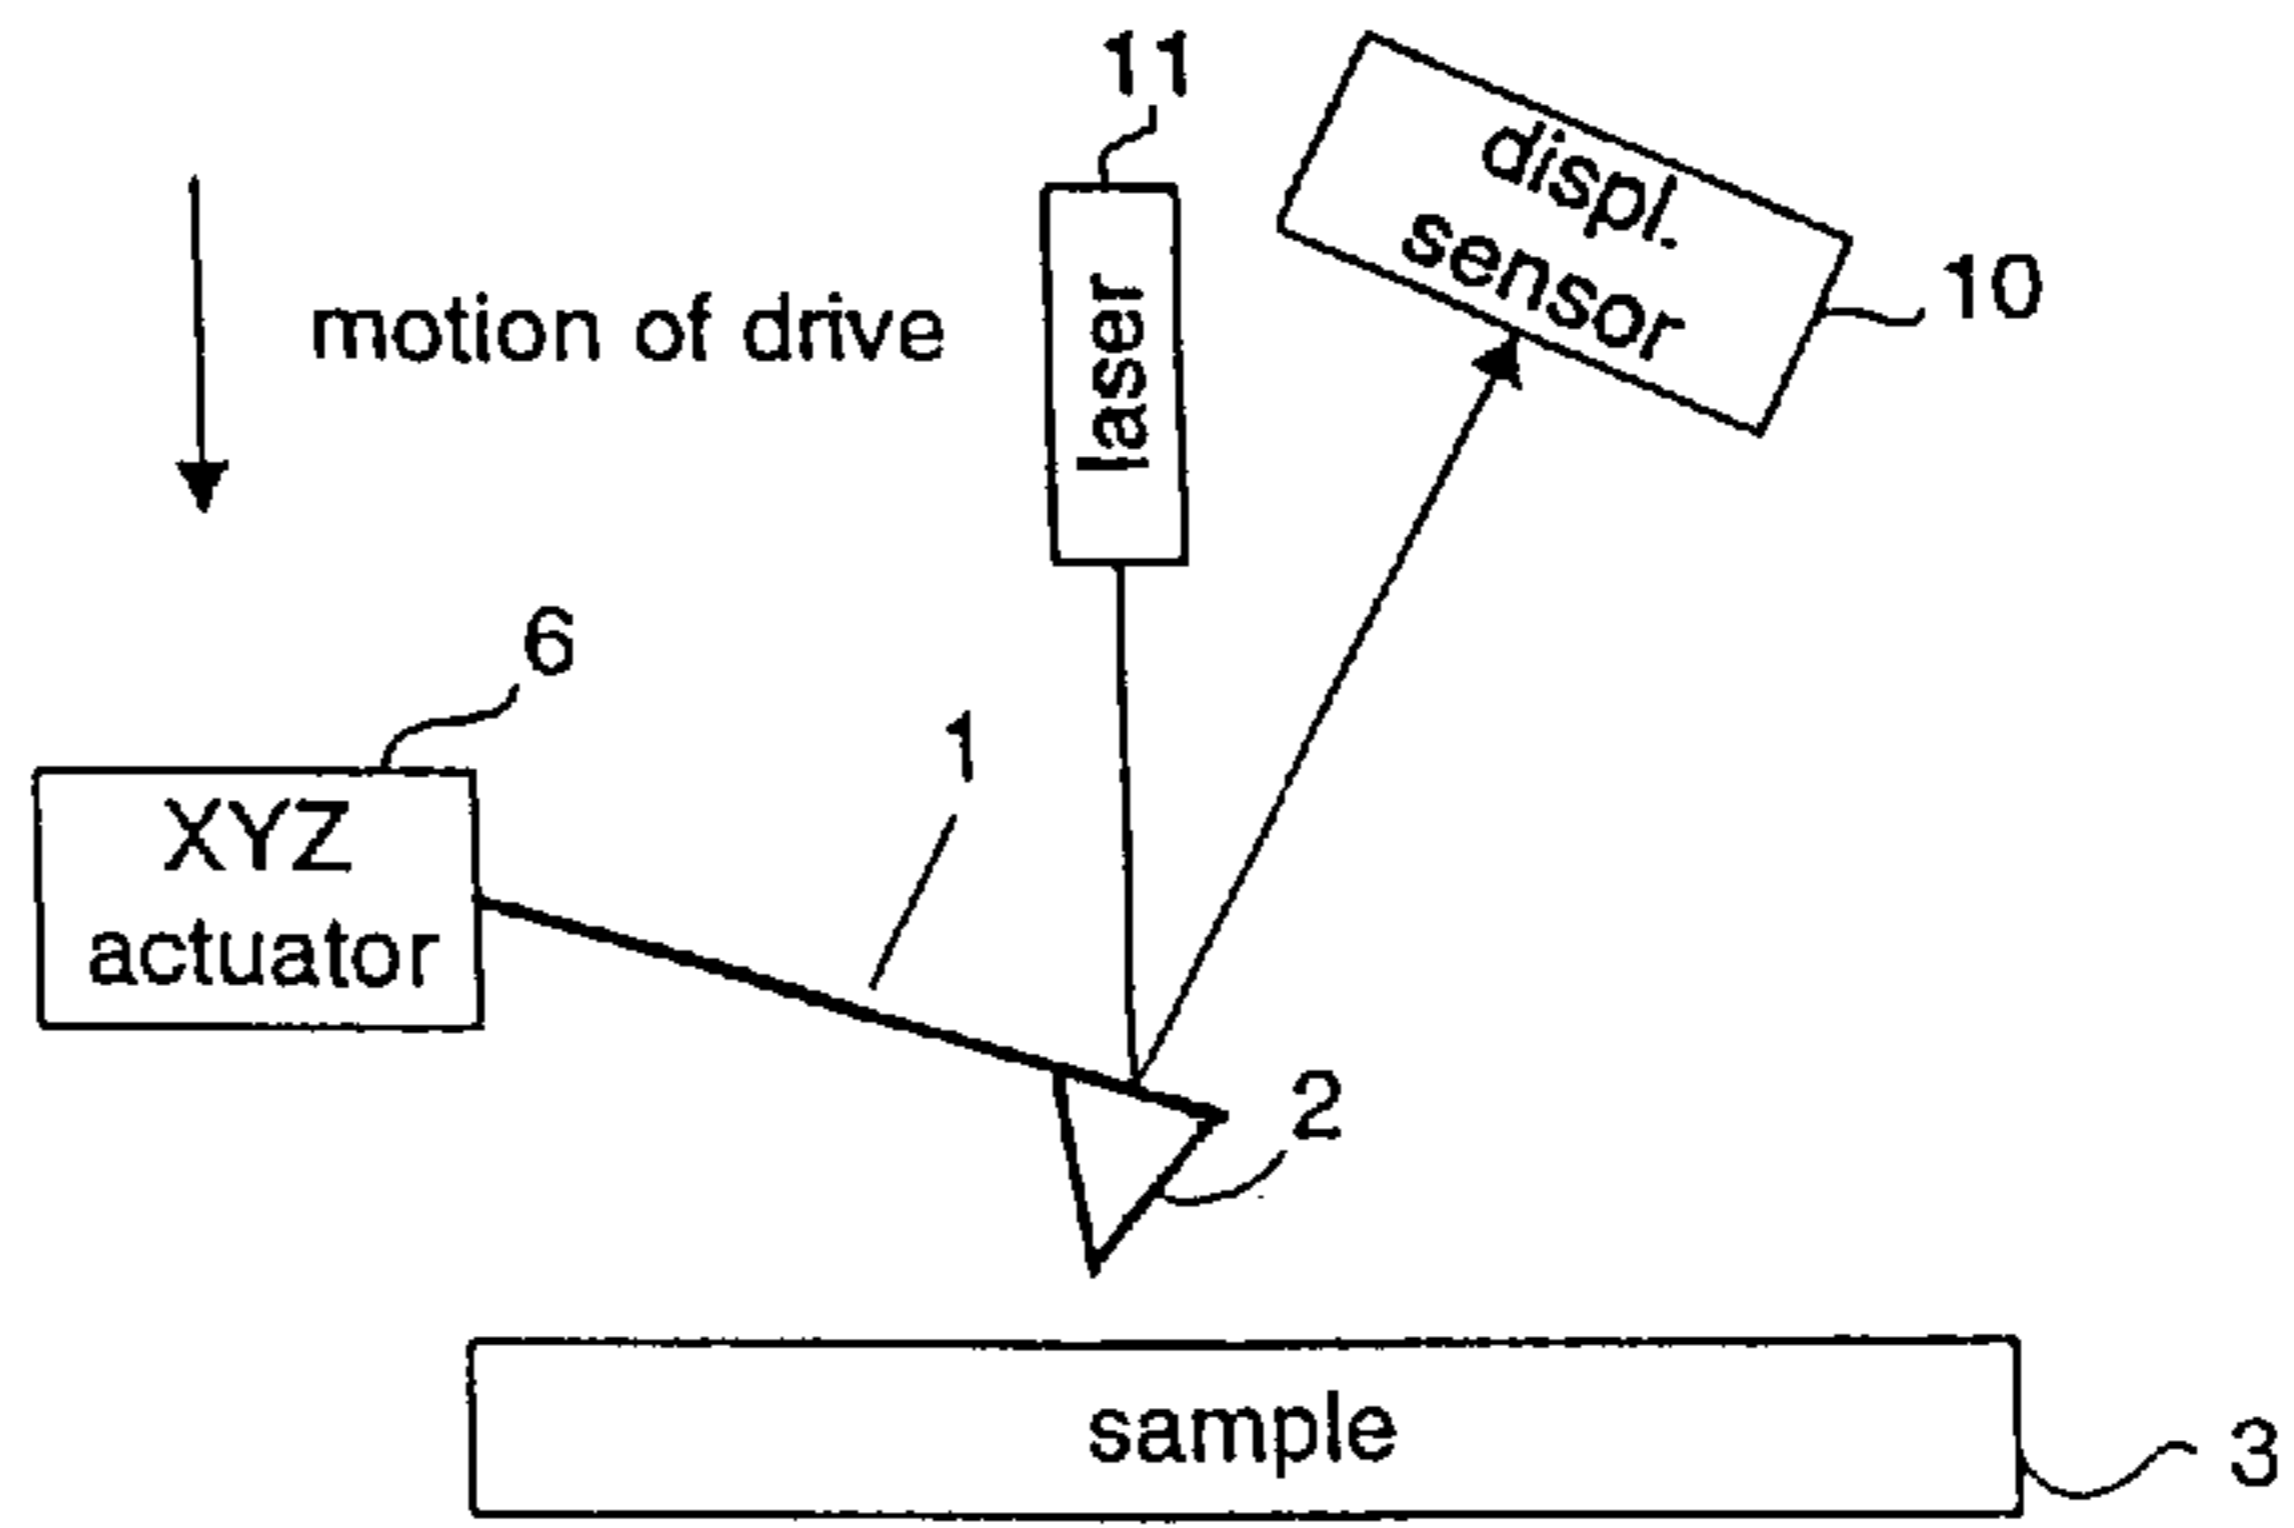 11
displ.
sensor
10
motion of drive
laser
6
1
XYZ
actuator
2
sample
3